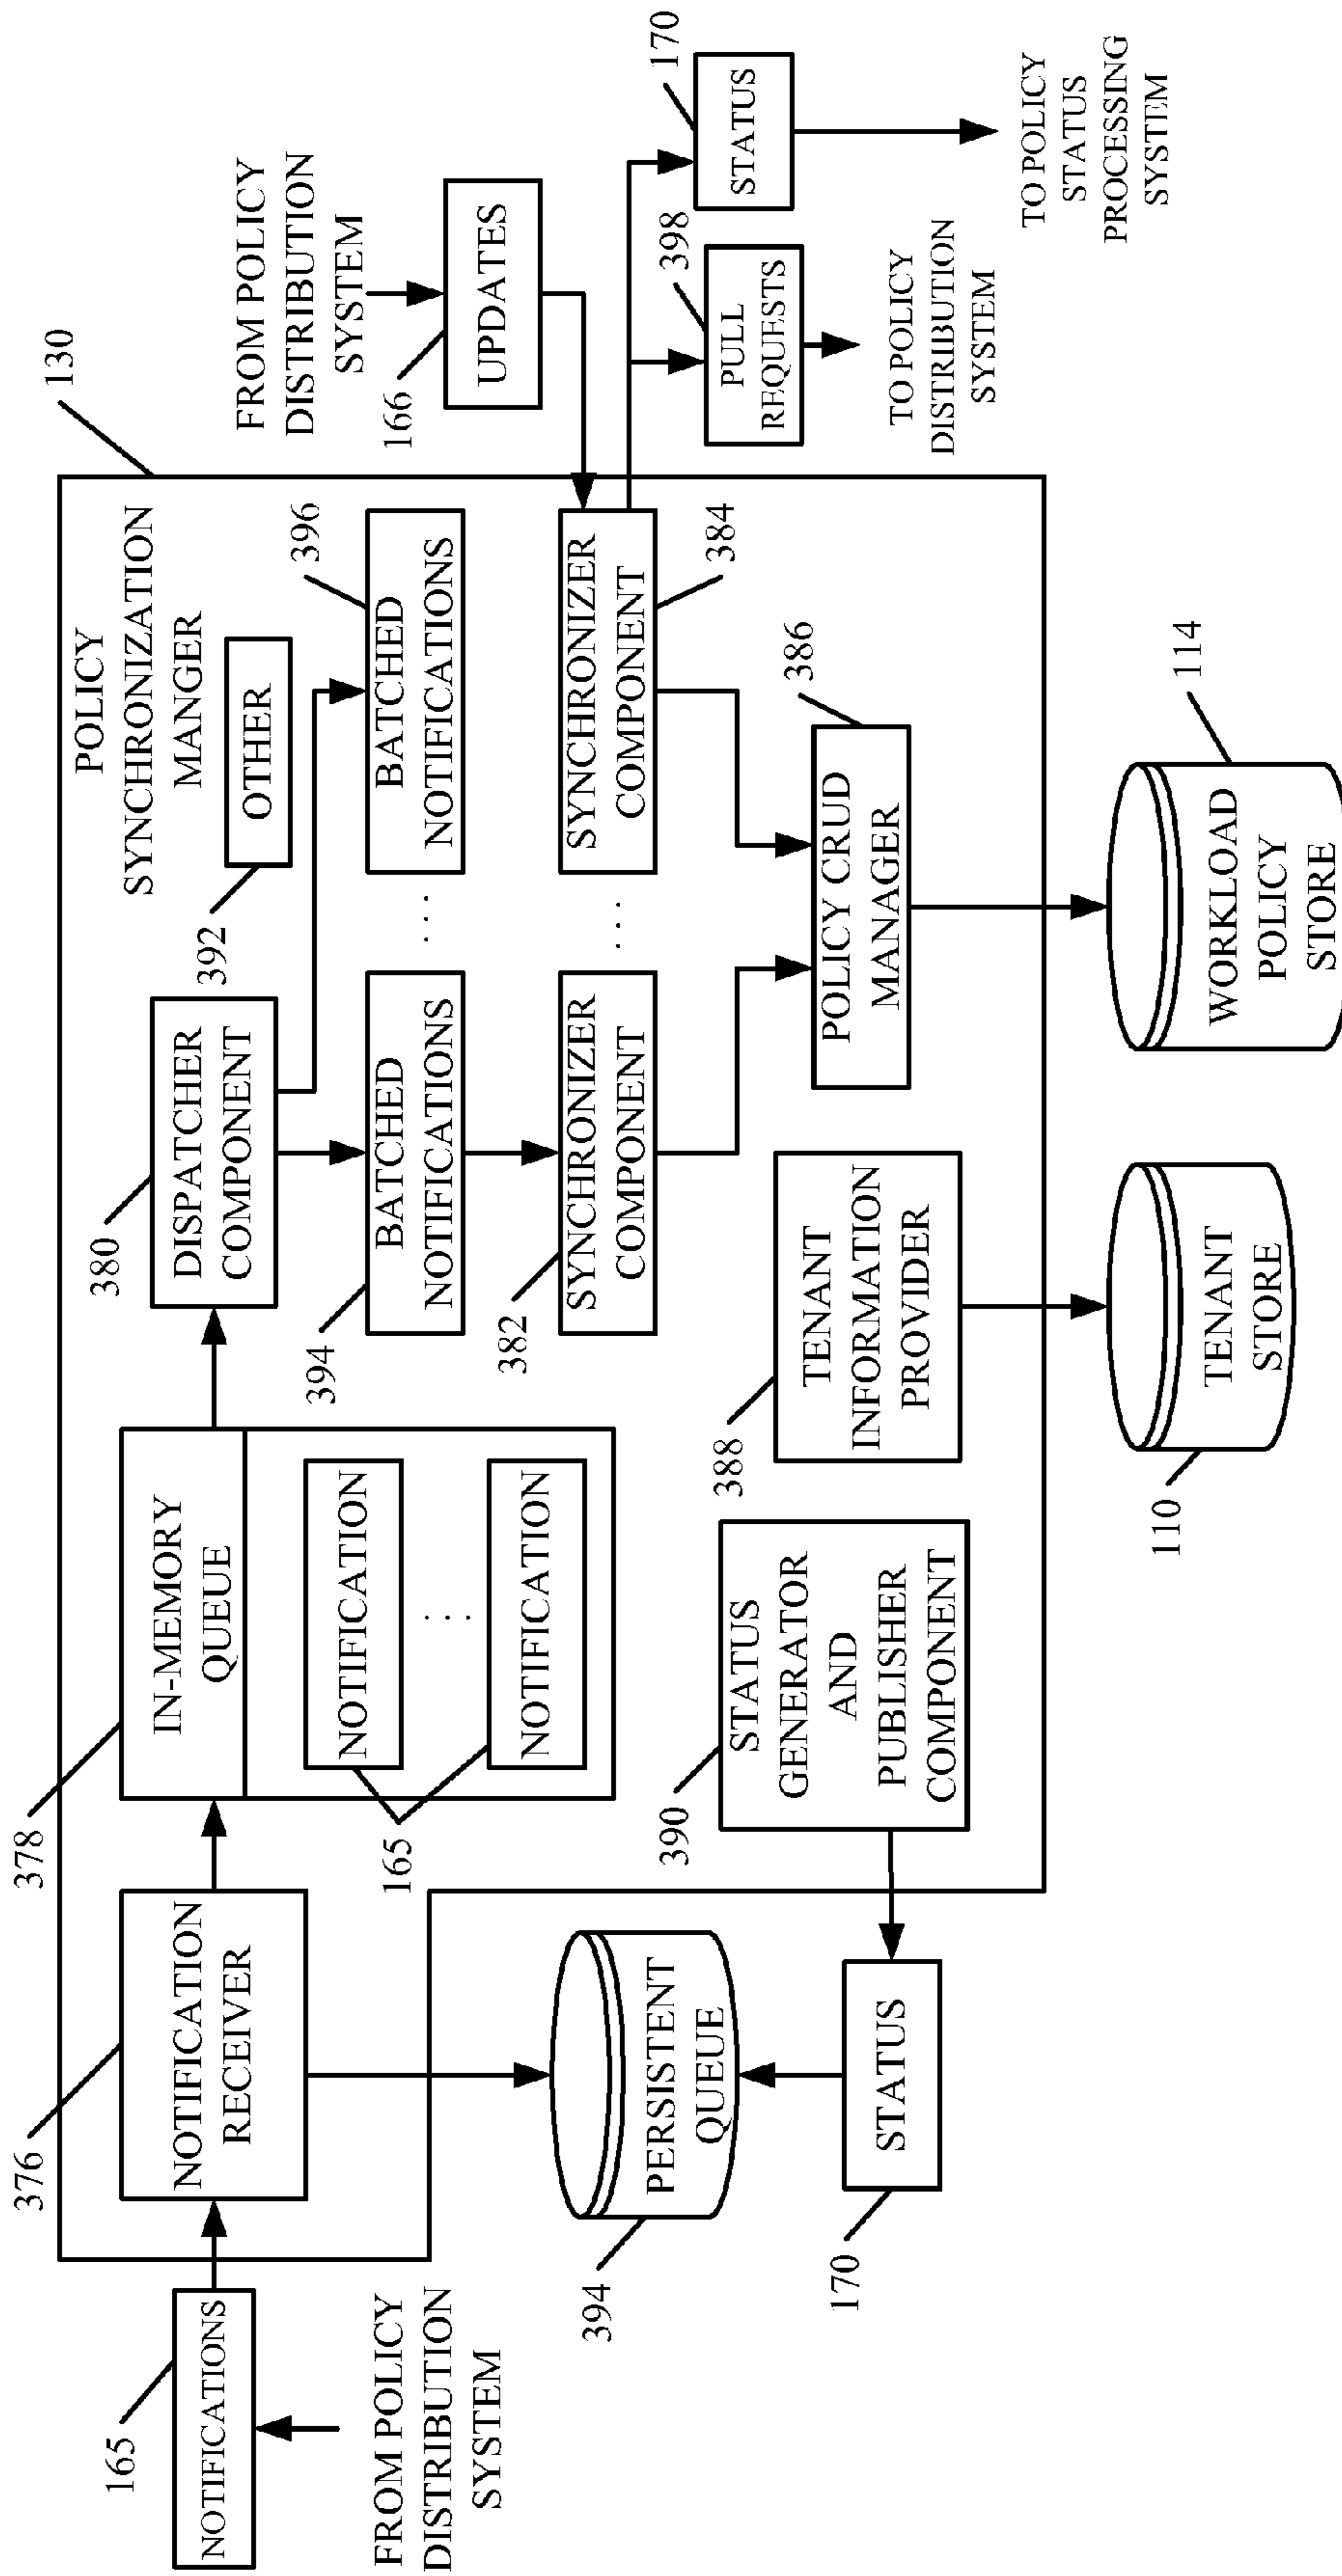 130
POLICY
SYNCHRONIZATION
MANGER
376
NOTIFICATION
RECEIVER
378
IN-MEMORY
QUEUE
NOTIFICATION
. . .
NOTIFICATION
165
380
DISPATCHER
COMPONENT
392
OTHER
165
NOTIFICATIONS
FROM POLICY
DISTRIBUTION
SYSTEM
394
BATCHED
NOTIFICATIONS
. . .
396
BATCHED
NOTIFICATIONS
FROM POLICY
DISTRIBUTION
SYSTEM
166
UPDATES
382
SYNCHRONIZER
COMPONENT
. . .
384
SYNCHRONIZER
COMPONENT
398
PULL
REQUESTS
TO POLICY
DISTRIBUTION
SYSTEM
170
STATUS
TO POLICY
STATUS
PROCESSING
SYSTEM
394
PERSISTENT
QUEUE
170
STATUS
390
STATUS
GENERATOR
AND
PUBLISHER
COMPONENT
388
TENANT
INFORMATION
PROVIDER
386
POLICY CRUD
MANAGER
110
TENANT
STORE
114
WORKLOAD
POLICY
STORE